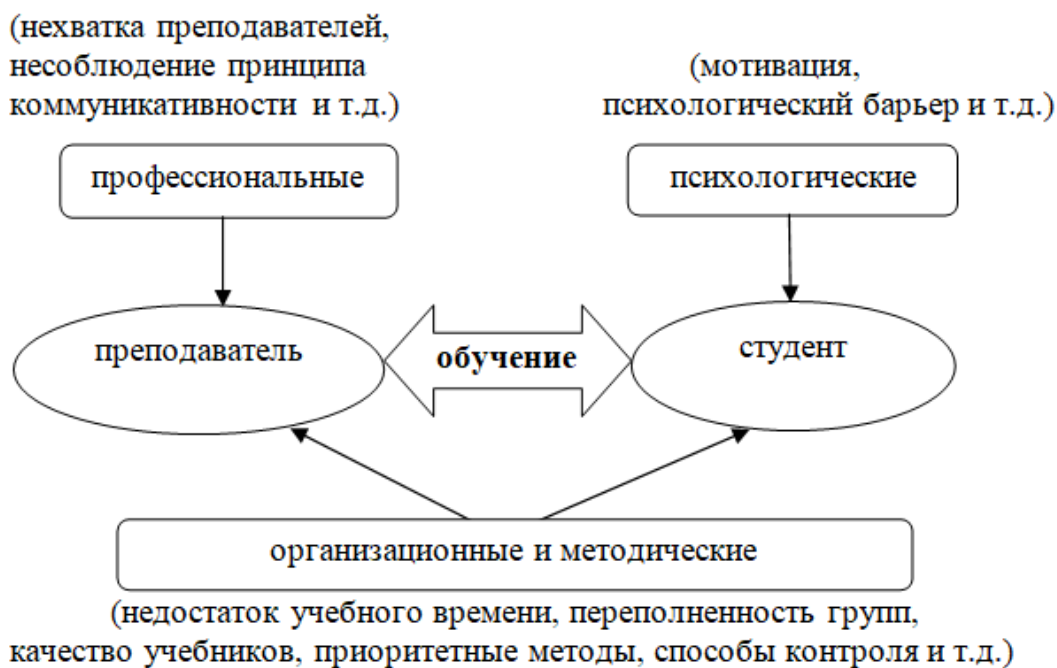 (нехватка преподавателей,
несоблюдение принципа
коммуникативности и т.д.)
(мотивация,
психологический барьер и т.д.)
профессиональные
психологические
преподаватель
обучение
студент
организационные и методические
(недостаток учебного времени, переполненность групп,
качество учебников, приоритетные методы, способы контроля и т.д.)